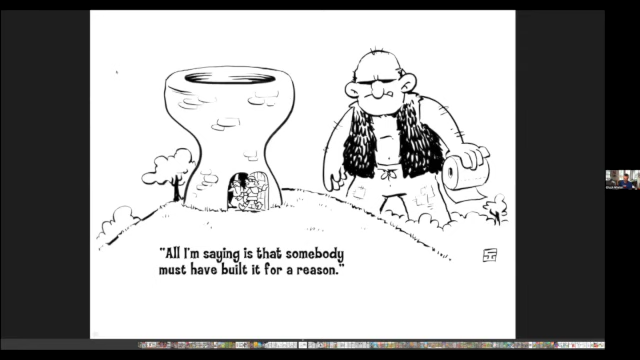 "All I'm saying is that somebody
must have built it for a reason."